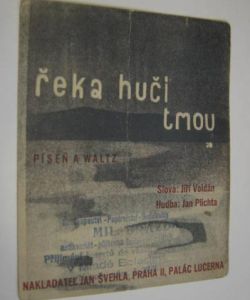 řeka hučí
tmou
PÍSEŇ A WALTZ
Slova: Jiří Voldán
Hudba: Jan Plichta
NAKLADATEL JAN ŠVEHLA, PRAHA II, PALÁC LUCERNA